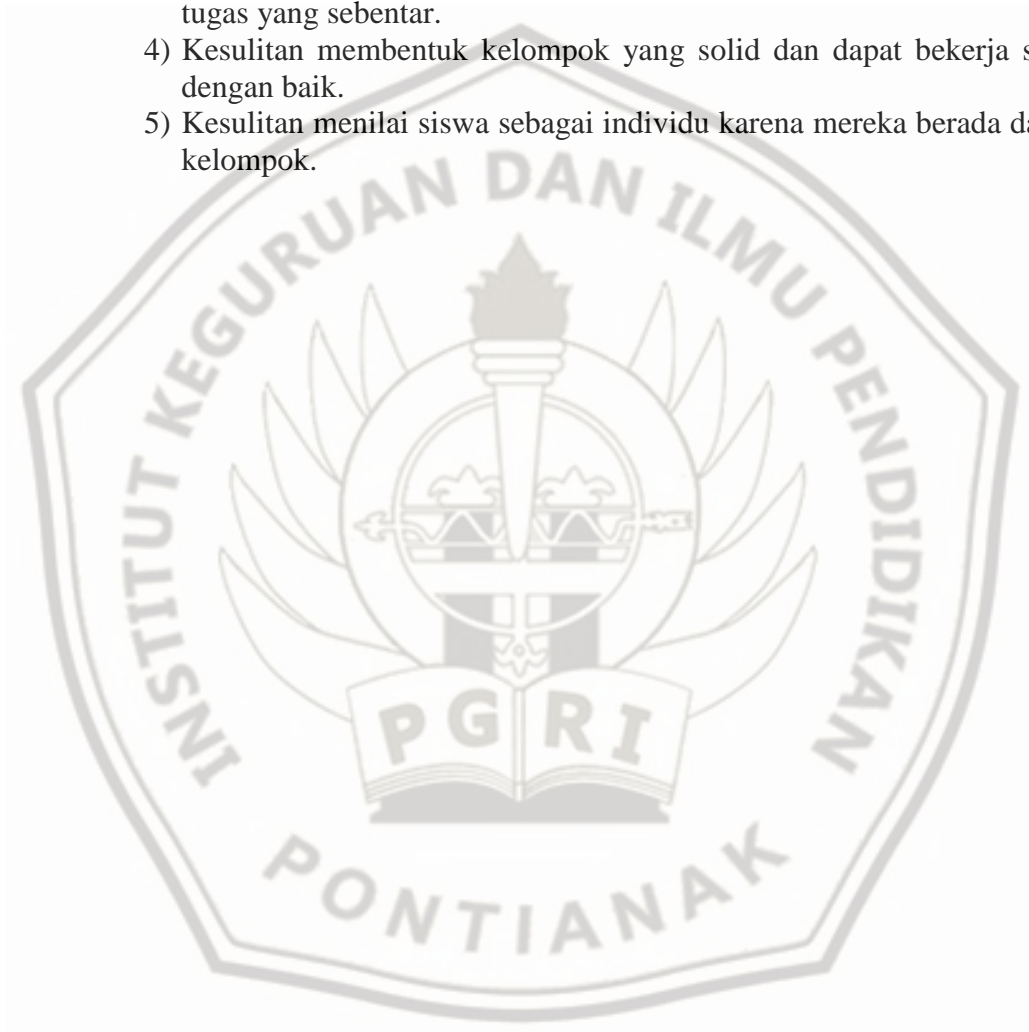 tugas yang sebentar.
4) Kesulitan membentuk kelompok yang solid dan dapat bekerja s
dengan baik.
5) Kesulitan menilai siswa sebagai individu karena mereka berada da
kelompok.
INSTITUT KEGURUAN DAN ILMU PENDIDIKAN
PGRI
PONTIANAK